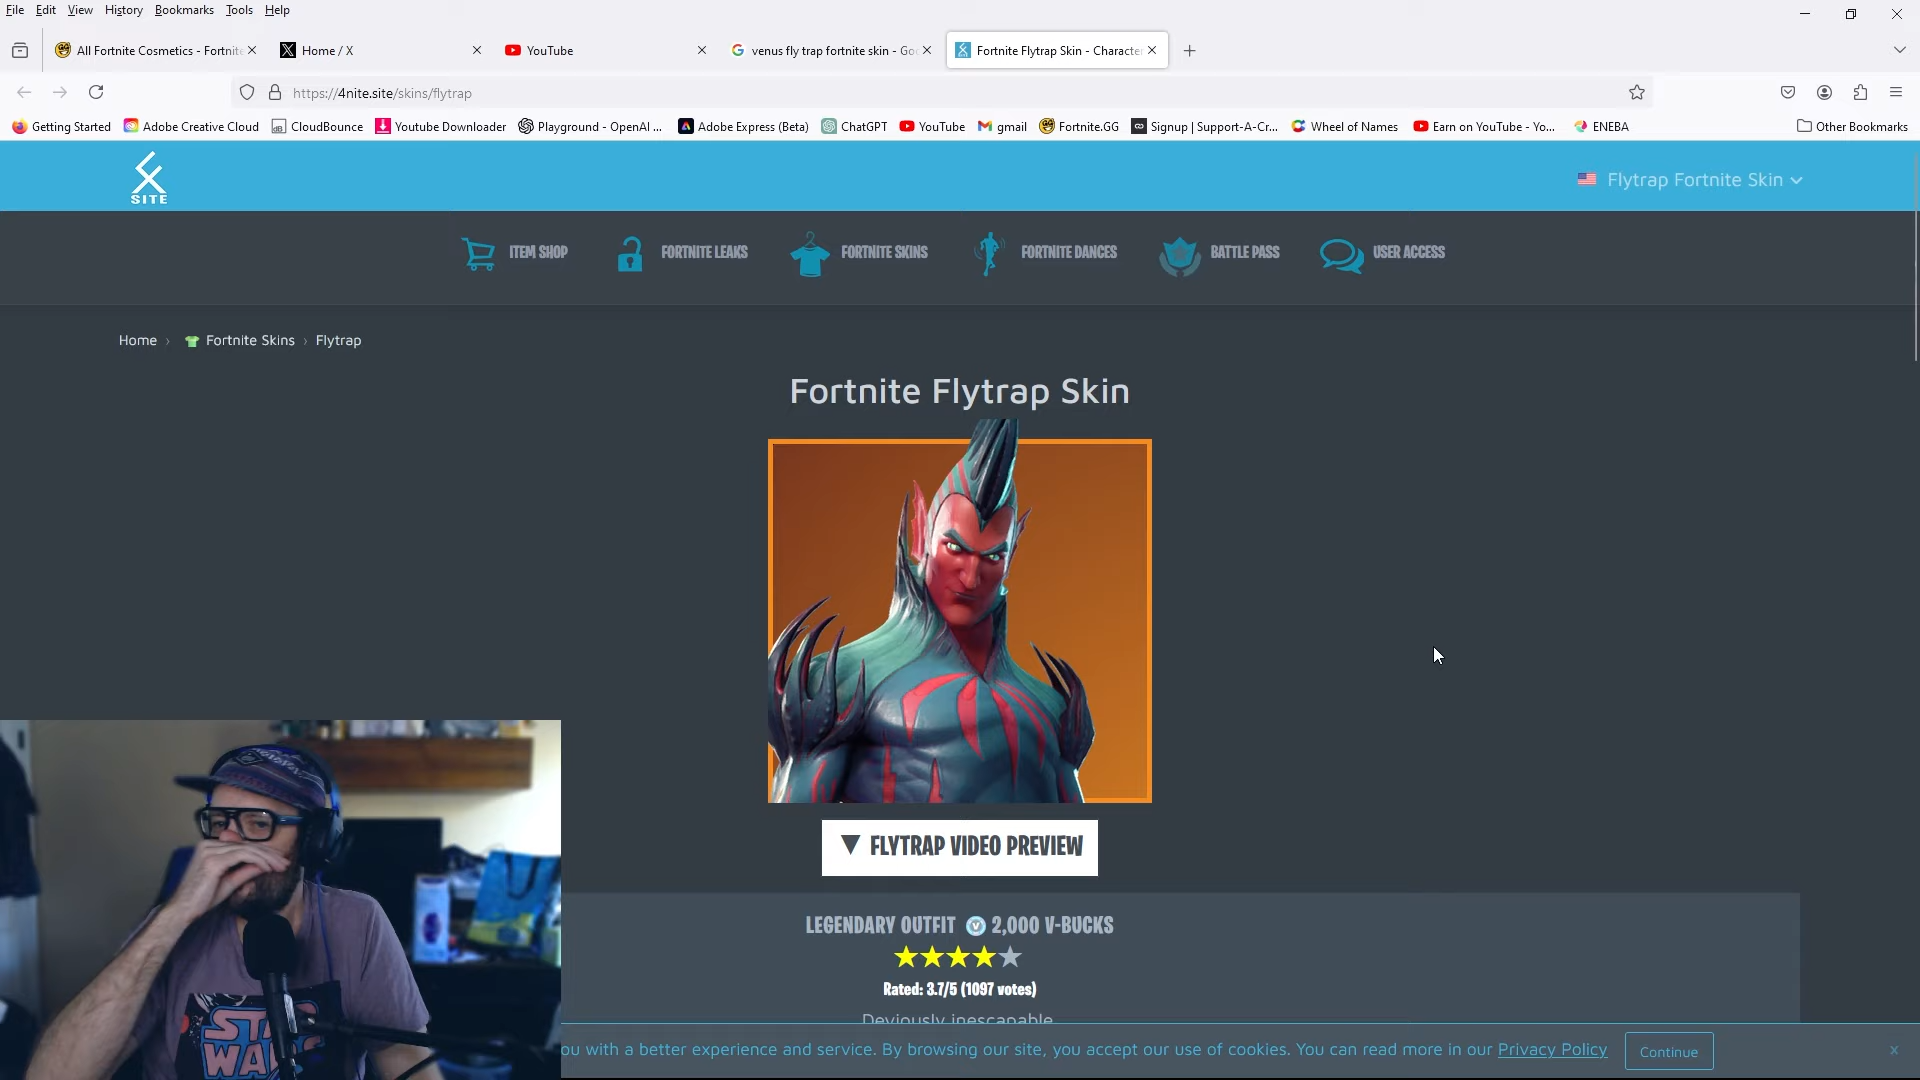 File Edit View History Bookmarks Tools Help
All Fortnite Cosmetics - Fortnite Home / X YouTube venus fly trap fortnite skin - Goo Fortnite Flytrap Skin - Character
https://4nite.site/skins/flytrap
Getting Started Adobe Creative Cloud CloudBounce Youtube Downloader Playground - OpenAI ... Adobe Express (Beta) ChatGPT YouTube gmail Fortnite.GG Signup | Support-A-Cr... Wheel of Names Earn on YouTube - Yo... ENEBA Other Bookmarks
SITE
Flytrap Fortnite Skin
ITEM SHOP FORTNITE LEAKS FORTNITE SKINS FORTNITE DANCES BATTLE PASS USER ACCESS
Home › Fortnite Skins › Flytrap
Fortnite Flytrap Skin
▼ FLYTRAP VIDEO PREVIEW
LEGENDARY OUTFIT V 2,000 V-BUCKS
Rated: 3.7/5 (1097 votes)
Deviously inescapable
ou with a better experience and service. By browsing our site, you accept our use of cookies. You can read more in our Privacy Policy Continue x
STAR
WA